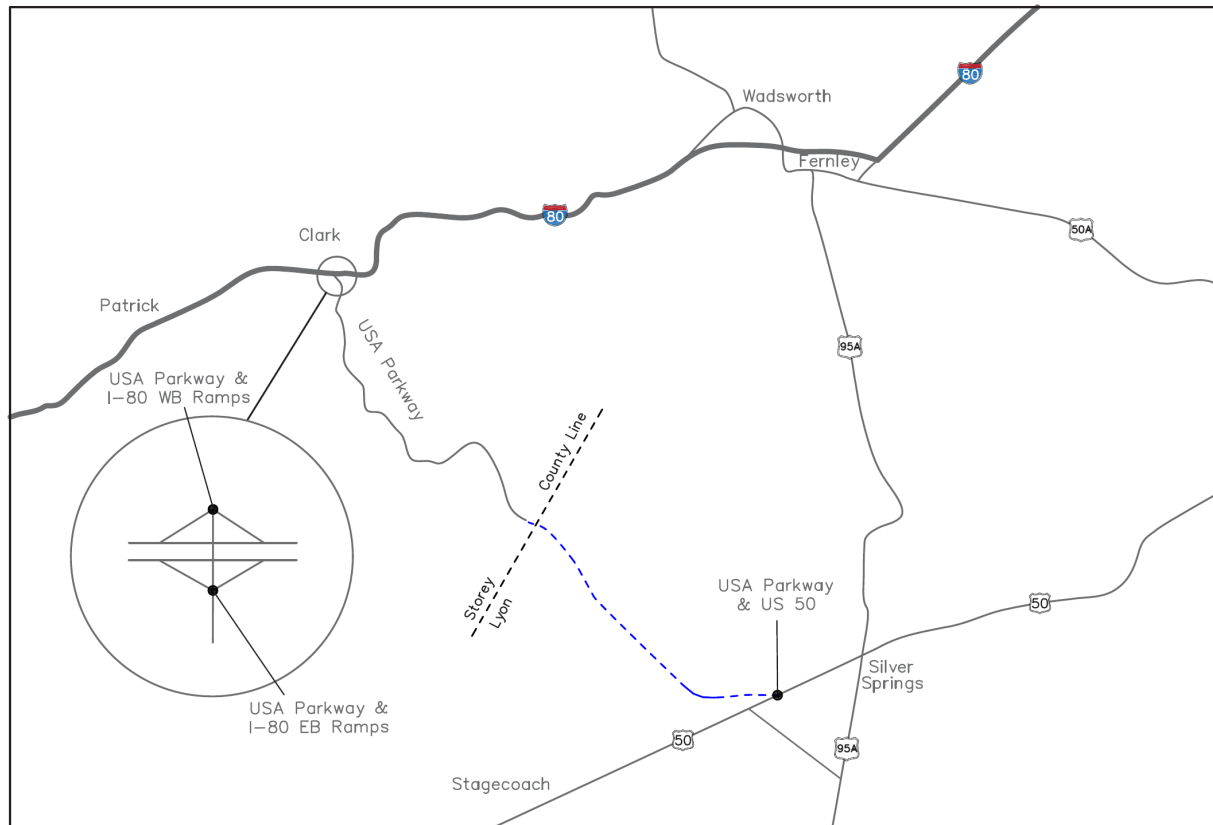 80
Wadsworth
Fernley
80
50A
Clark
Patrick
USA Parkway
95A
USA Parkway &
I-80 WB Ramps
County Line
Storey
Lyon
USA Parkway
& US 50
50
Silver
Springs
USA Parkway &
I-80 EB Ramps
50
95A
Stagecoach